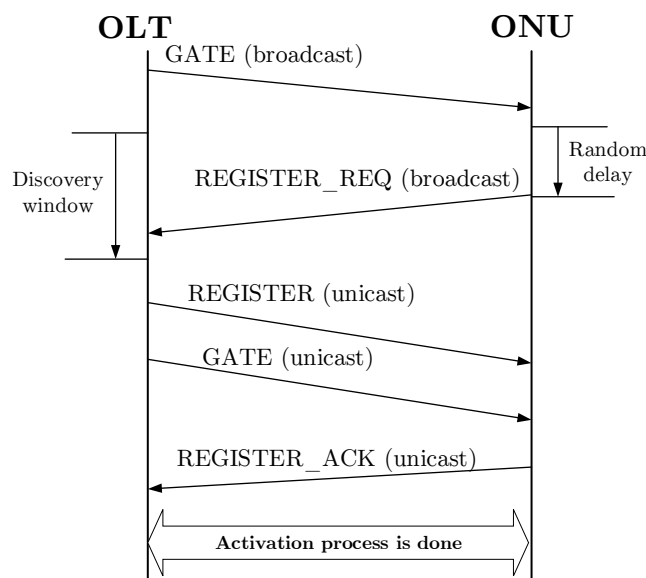 OLT
ONU
GATE (broadcast)
Random
delay
Discovery
window
REGISTER_REQ (broadcast)
REGISTER (unicast)
GATE (unicast)
REGISTER_ACK (unicast)
Activation process is done